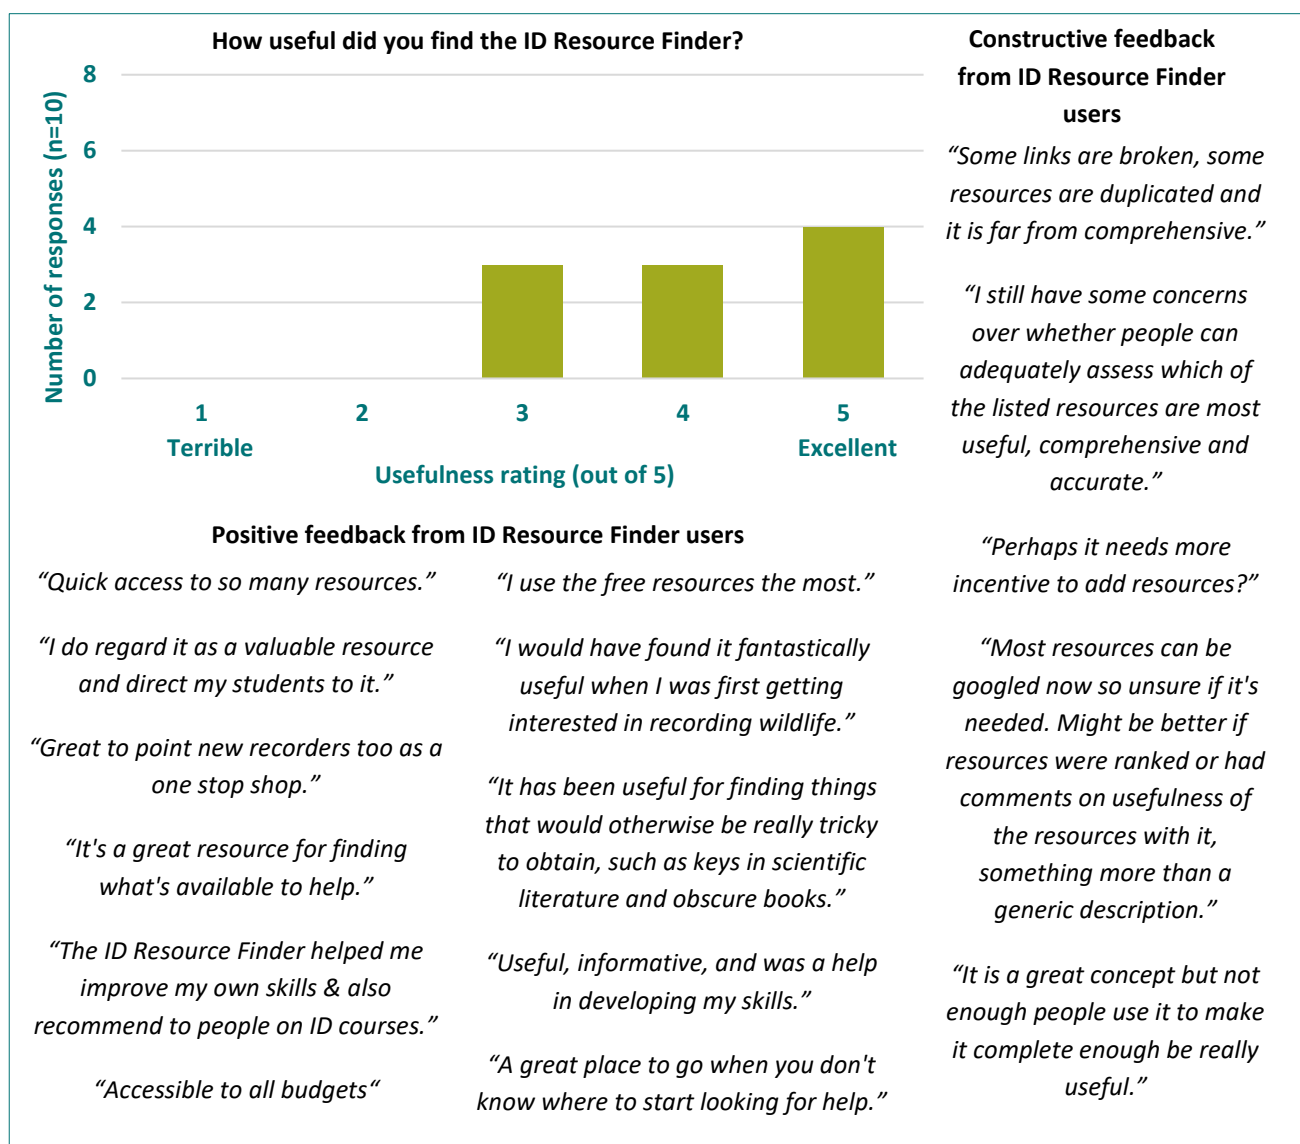 How useful did you find the ID Resource Finder?
Number of responses (n=10)
8
6
4
2
0
1
2
3
4
5
Terrible
Excellent
Usefulness rating (out of 5)
Positive feedback from ID Resource Finder users
“Quick access to so many resources.”
“I do regard it as a valuable resource
and direct my students to it.”
“Great to point new recorders too as a
one stop shop.”
“It's a great resource for finding
what's available to help.”
“The ID Resource Finder helped me
improve my own skills & also
recommend to people on ID courses.”
“Accessible to all budgets“
“I use the free resources the most.”
“I would have found it fantastically
useful when I was first getting
interested in recording wildlife.”
“It has been useful for finding things
that would otherwise be really tricky
to obtain, such as keys in scientific
literature and obscure books.”
“Useful, informative, and was a help
in developing my skills.”
“A great place to go when you don't
know where to start looking for help.”
Constructive feedback
from ID Resource Finder
users
“Some links are broken, some
resources are duplicated and
it is far from comprehensive.”
“I still have some concerns
over whether people can
adequately assess which of
the listed resources are most
useful, comprehensive and
accurate.”
“Perhaps it needs more
incentive to add resources?”
“Most resources can be
googled now so unsure if it's
needed. Might be better if
resources were ranked or had
comments on usefulness of
the resources with it,
something more than a
generic description.”
“It is a great concept but not
enough people use it to make
it complete enough be really
useful.”